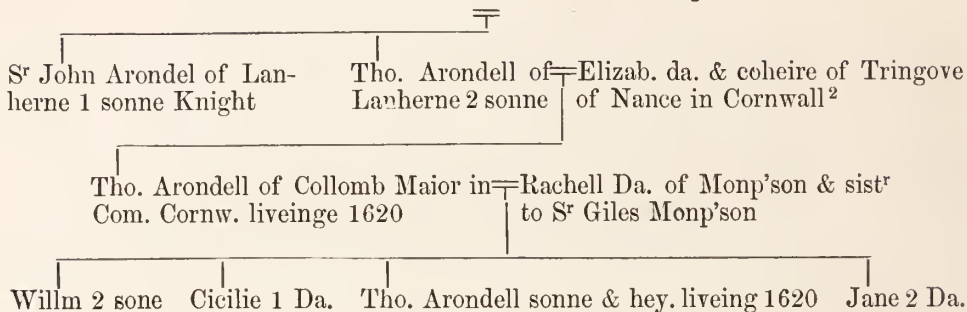 Sʳ John Arondel of Lan-
herne 1 sonne Knight
Tho. Arondell of
Lanherne 2 sonne
Elizab. da. & coheire of Tringove
of Nance in Cornwall²
Tho. Arondell of Collomb Maior in
Com. Cornw. liveinge 1620
Rachell Da. of Monp'son & sistʳ
to Sʳ Giles Monp'son
Willm 2 sone Cicilie 1 Da. Tho. Arondell sonne & hey. liveing 1620 Jane 2 Da.